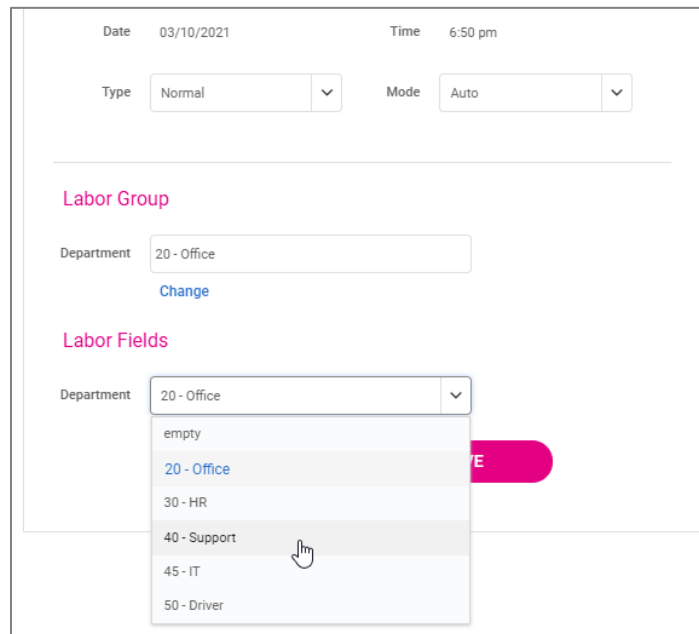 Date 03/10/2021 Time 6:50 pm
Type Normal Mode Auto
Labor Group
Department 20 - Office
Change
Labor Fields
Department 20 - Office
empty
20 - Office
30 - HR
40 - Support
45 - IT
50 - Driver